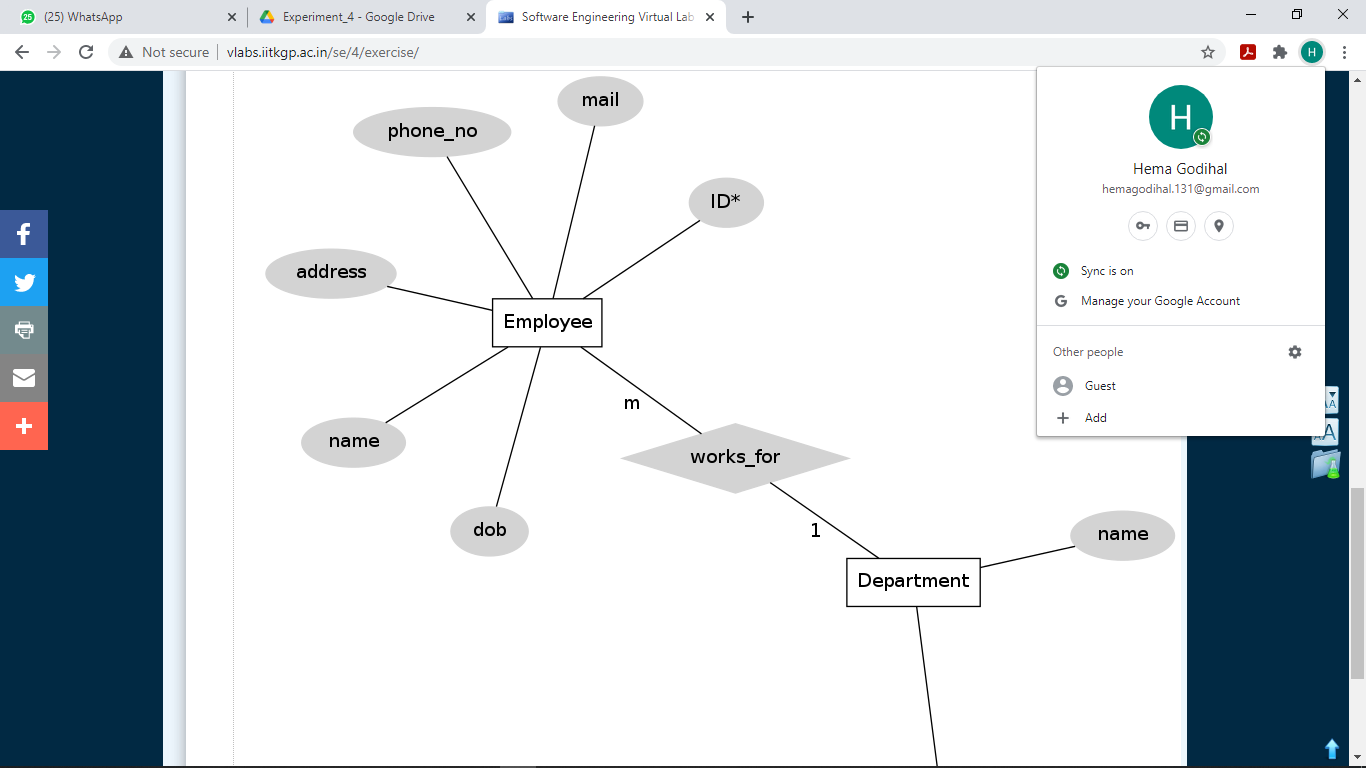 (25) WhatsApp
Experiment_4 - Google Drive
Software Engineering Virtual Lab
Not secure
vlabs.iitkgp.ac.in/se/4/exercise/
H
H
Hema Godihal
hemagodihal.131@gmail.com
Sync is on
G Manage your Google Account
Other people
Guest
Add
mail
phone_no
ID*
address
Employee
m
name
works_for
dob
1
name
Department
A